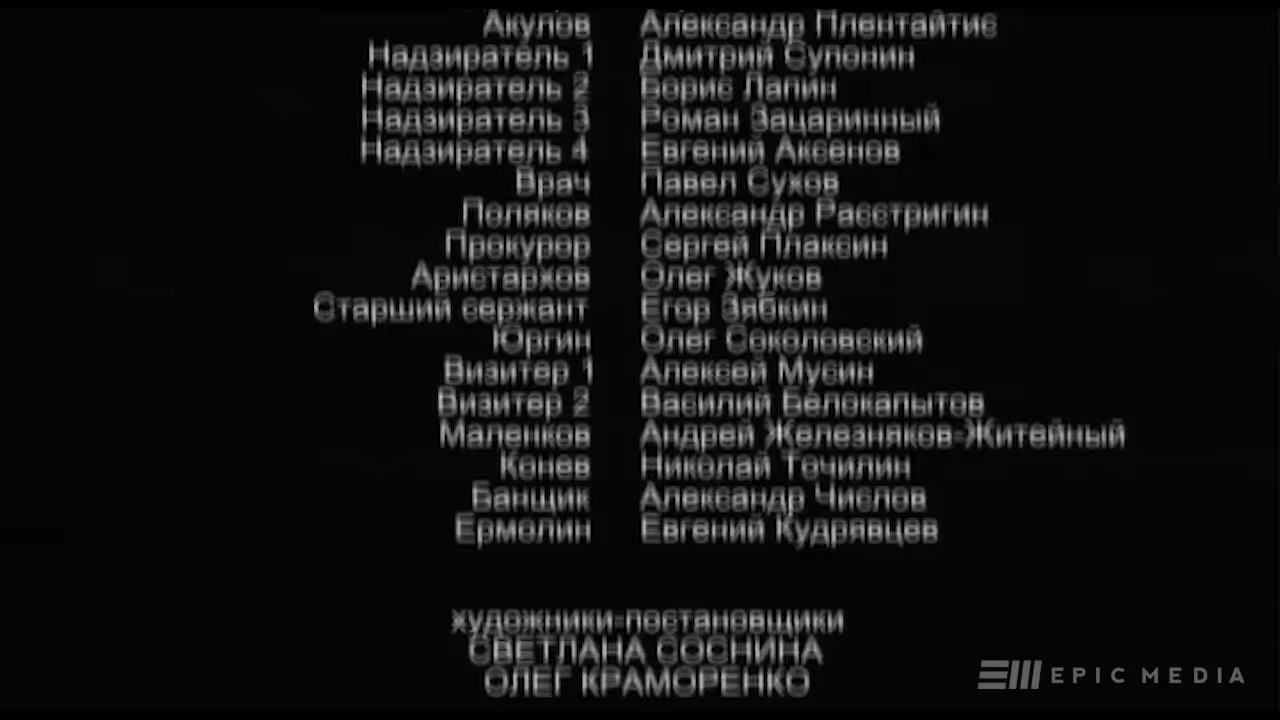 Акулов Александр Плентайтис
Надзиратель 1 Дмитрий Супонин
Надзиратель 2 Борис Лапин
Надзиратель 3 Роман Зацаринный
Надзиратель 4 Евгений Аксенов
Врач Павел Сухов
Поляков Александр Расстригин
Прокурор Сергей Плаксин
Аристархов Олег Жуков
Старший сержант Егор Зябкин
Юргин Олег Соколовский
Визитер 1 Алексей Мусин
Визитер 2 Василий Белокапытов
Маленков Андрей Железняков-Житейный
Конев Николай Точилин
Банщик Александр Числов
Ермолин Евгений Кудрявцев
художники-постановщики
СВЕТЛАНА СОСНИНА
ОЛЕГ КРАМОРЕНКО
EPIC MEDIA